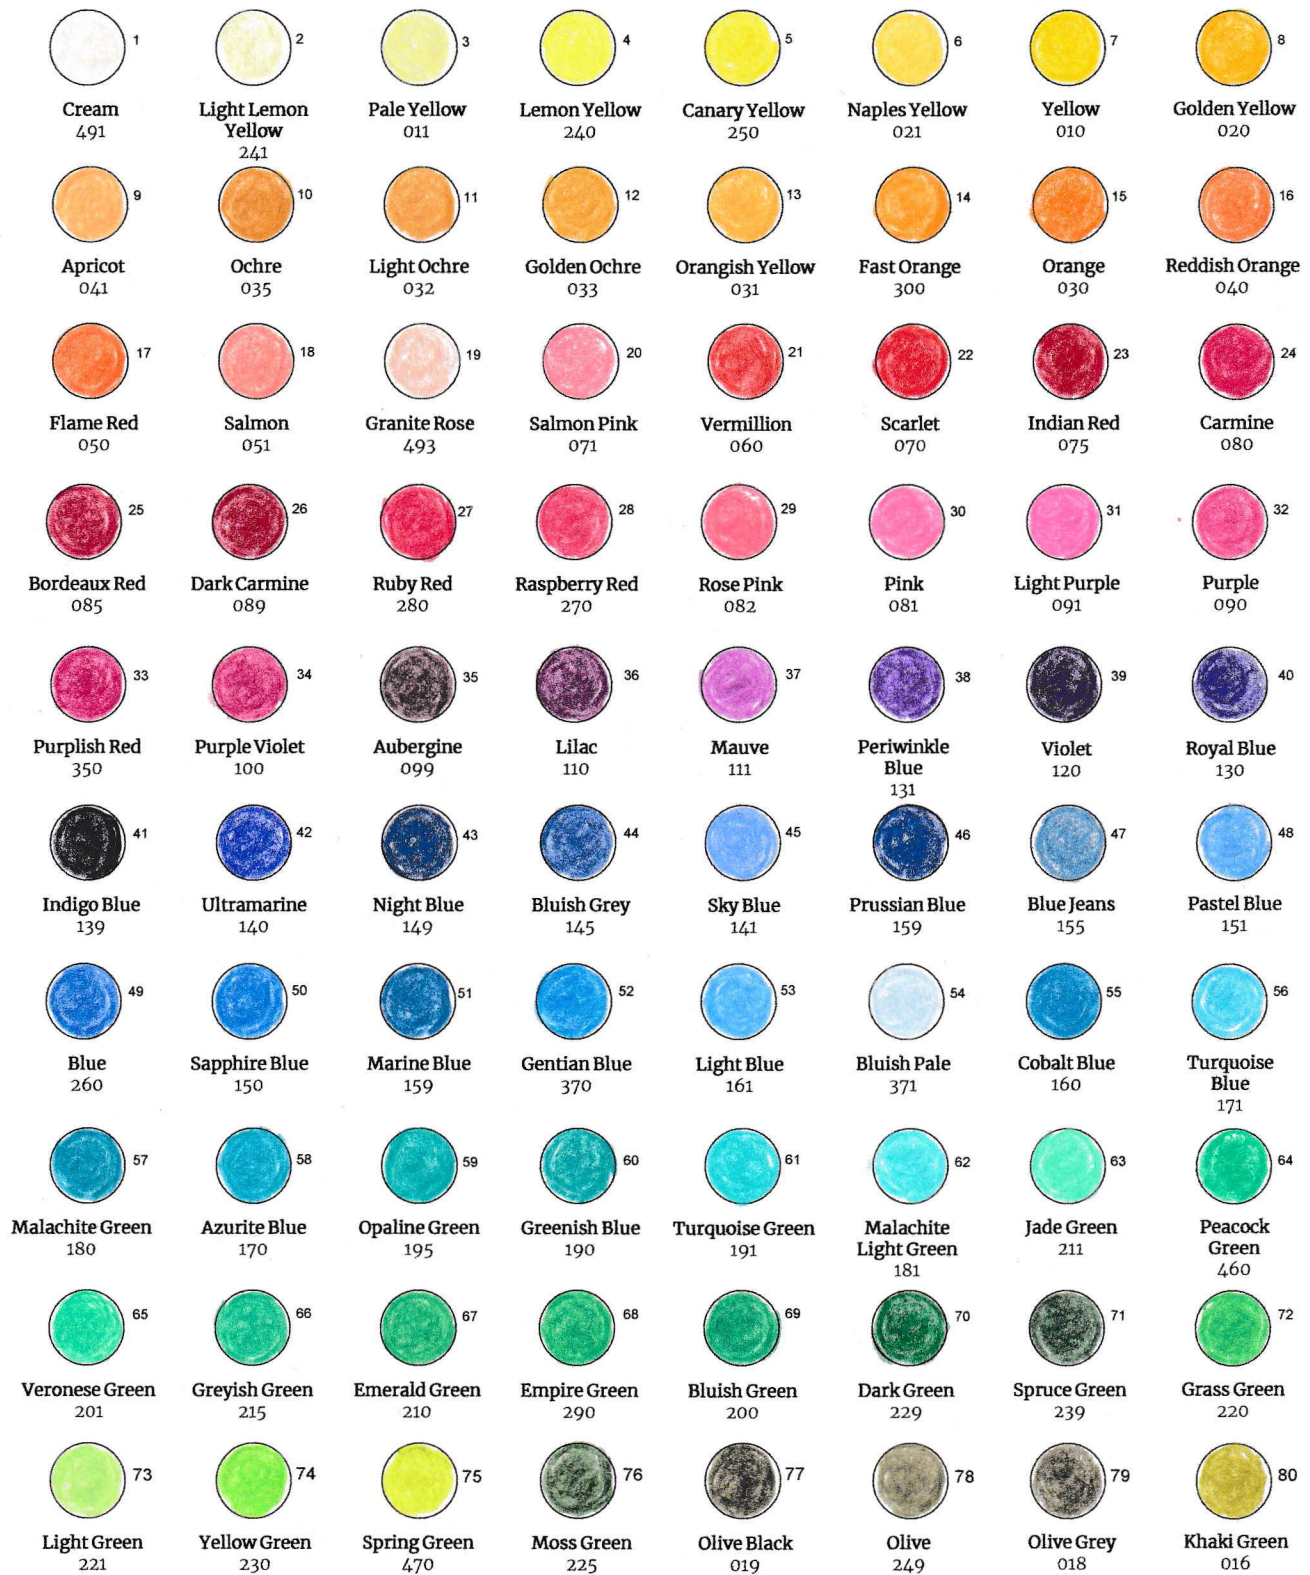 1 2 3 4 5 6 7 8
Cream Light Lemon Pale Yellow Lemon Yellow Canary Yellow Naples Yellow Yellow Golden Yellow
491 Yellow 011 240 250 021 010 020
241
9 10 11 12 13 14 15 16
Apricot Ochre Light Ochre Golden Ochre Orangish Yellow Fast Orange Orange Reddish Orange
041 035 032 033 031 300 030 040
17 18 19 20 21 22 23 24
Flame Red Salmon Granite Rose Salmon Pink Vermillion Scarlet Indian Red Carmine
050 051 493 071 060 070 075 080
25 26 27 28 29 30 31 32
Bordeaux Red Dark Carmine Ruby Red Raspberry Red Rose Pink Pink Light Purple Purple
085 089 280 270 082 081 091 090
33 34 35 36 37 38 39 40
Purplish Red Purple Violet Aubergine Lilac Mauve Periwinkle Violet Royal Blue
350 100 099 110 111 Blue 120 130
131
41 42 43 44 45 46 47 48
Indigo Blue Ultramarine Night Blue Bluish Grey Sky Blue Prussian Blue Blue Jeans Pastel Blue
139 140 149 145 141 159 155 151
49 50 51 52 53 54 55 56
Blue Sapphire Blue Marine Blue Gentian Blue Light Blue Bluish Pale Cobalt Blue Turquoise
260 150 159 370 161 371 160 Blue
171
57 58 59 60 61 62 63 64
Malachite Green Azurite Blue Opaline Green Greenish Blue Turquoise Green Malachite Jade Green Peacock
180 170 195 190 191 Light Green 211 Green
181 460
65 66 67 68 69 70 71 72
Veronese Green Greyish Green Emerald Green Empire Green Bluish Green Dark Green Spruce Green Grass Green
201 215 210 290 200 229 239 220
73 74 75 76 77 78 79 80
Light Green Yellow Green Spring Green Moss Green Olive Black Olive Olive Grey Khaki Green
221 230 470 225 019 249 018 016